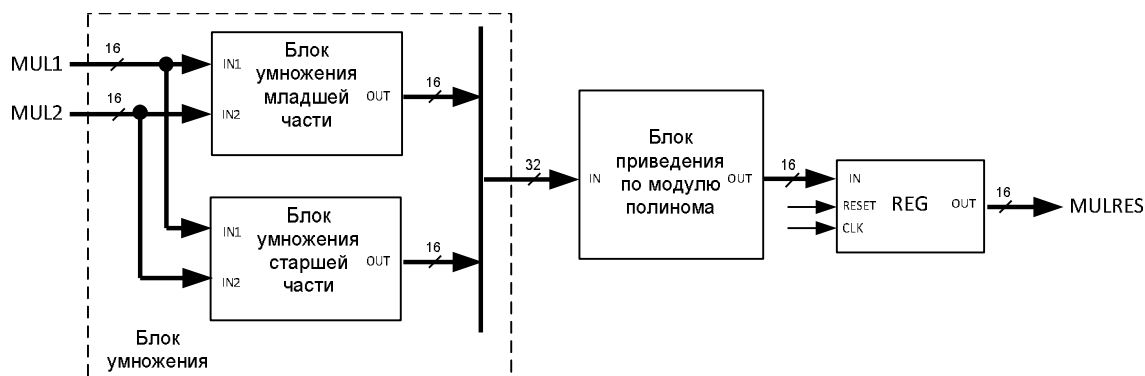 MUL1
16
MUL2
16
IN1
IN2
Блок
умножения
младшей
части
OUT
16
IN1
IN2
Блок
умножения
старшей
части
OUT
16
Блок
умножения
32
IN
Блок
приведения
по модулю
полинома
OUT
16
IN
RESET
CLK
REG
OUT
16
MULRES